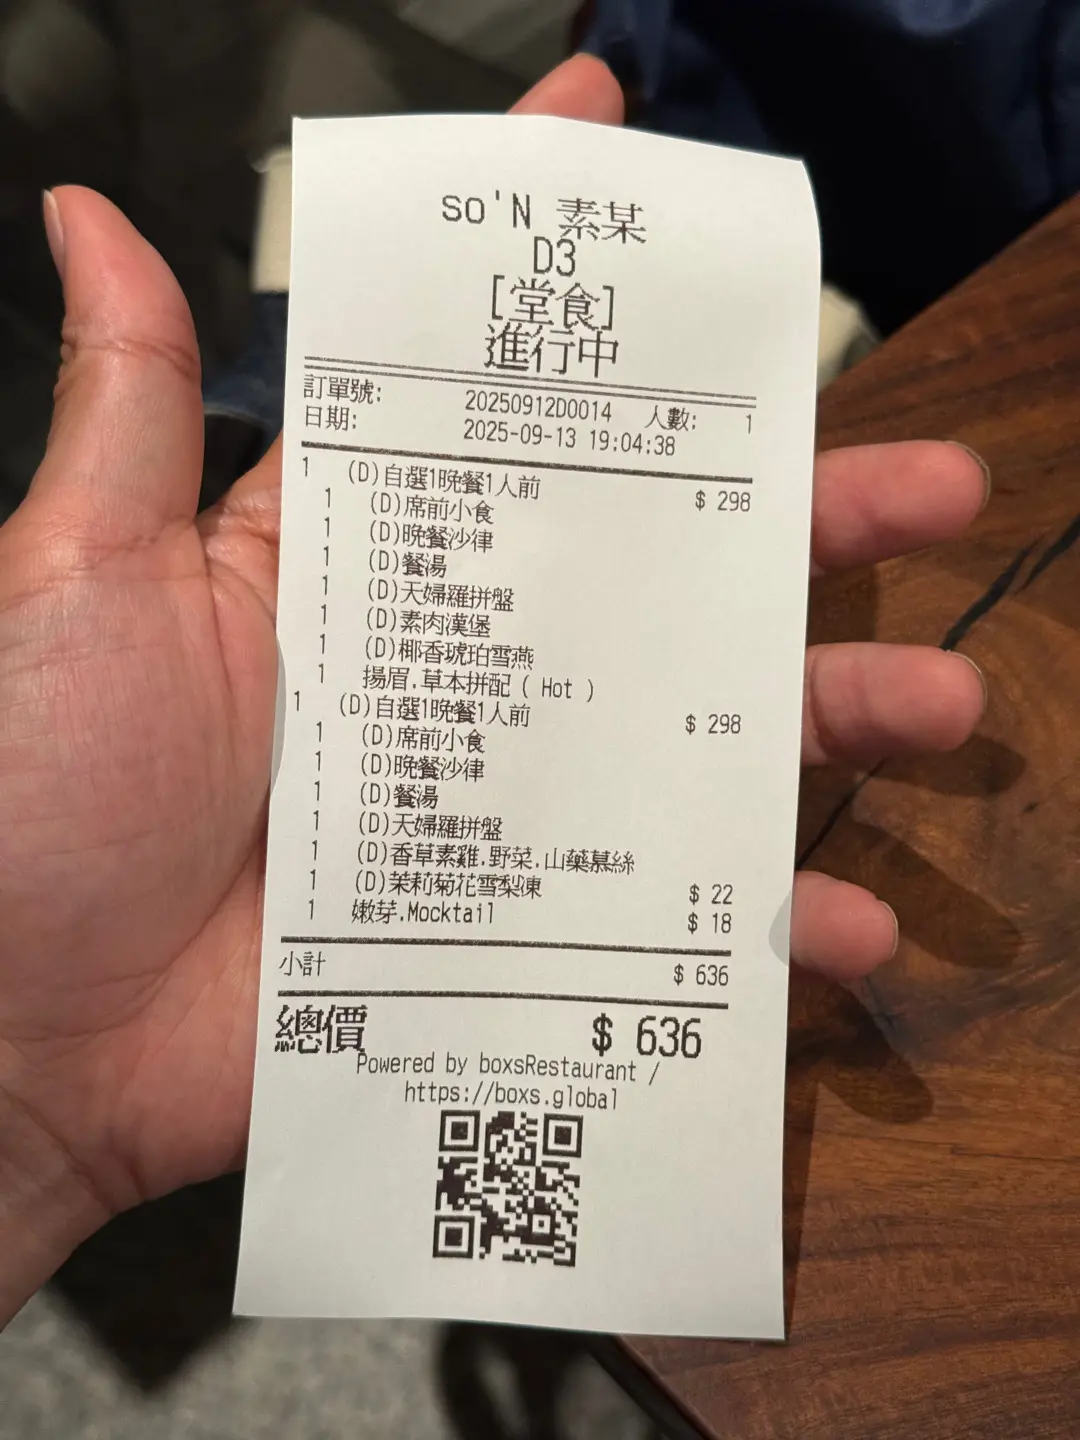 so'N 素某
D3
[堂食]
進行中
訂單號: 20250912D0014 人數: 1
日期: 2025-09-13 19:04:38
1 (D)自選1晚餐1人前 $ 298
1 (D)席前小食
1 (D)晚餐沙律
1 (D)餐湯
1 (D)天婦羅拼盤
1 (D)素肉漢堡
1 (D)椰香琥珀雪燕
1 揚眉.草本拼配 ( Hot )
1 (D)自選1晚餐1人前 $ 298
1 (D)席前小食
1 (D)晚餐沙律
1 (D)餐湯
1 (D)天婦羅拼盤
1 (D)香草素雞.野菜.山藥慕絲
1 (D)茉莉菊花雪梨凍 $ 22
1 嫩芽.Mocktail $ 18
小計 $ 636
總價 $ 636
Powered by boxsRestaurant /
https://boxs.global